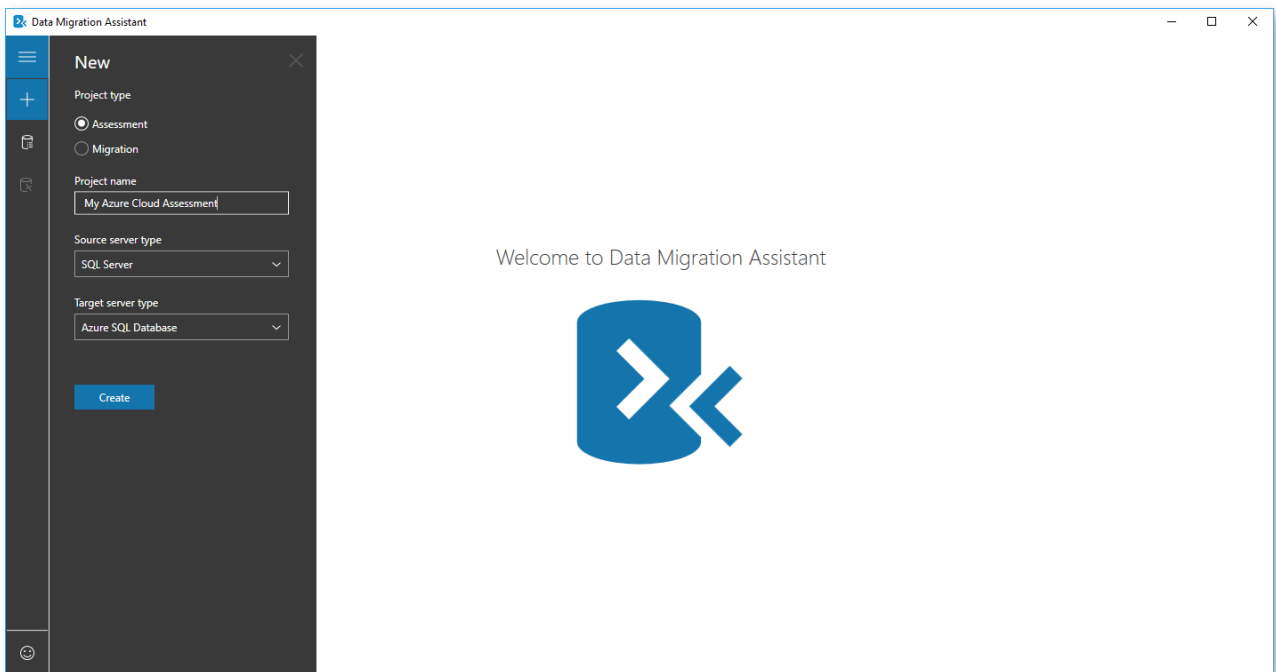 Data Migration Assistant
New
Project type
Assessment
Migration
Project name
My Azure Cloud Assessment
Source server type
SQL Server
Target server type
Azure SQL Database
Create
Welcome to Data Migration Assistant